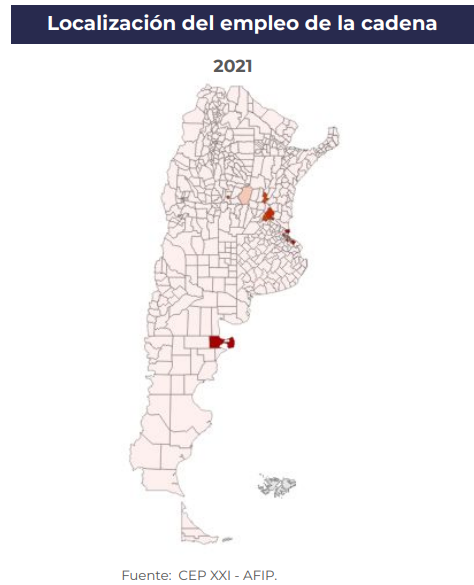 Localización del empleo de la cadena
2021
Fuente: CEP XXI - AFIP.